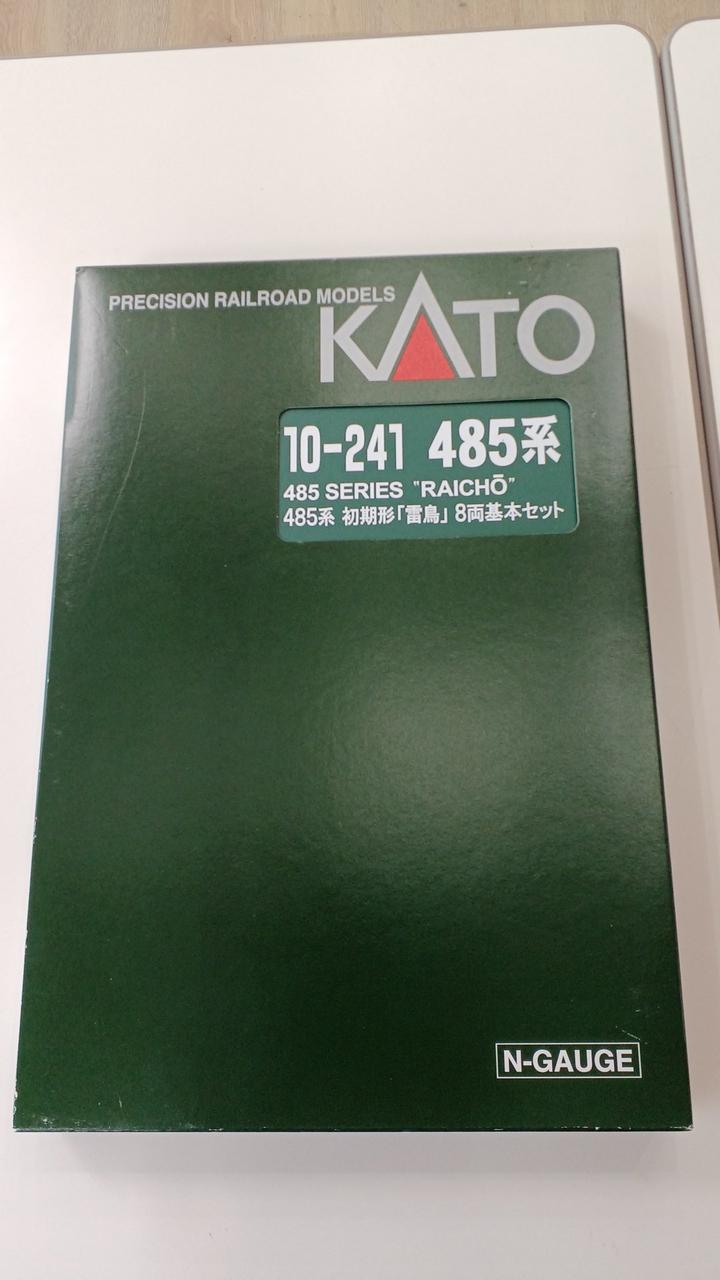 PRECISION RAILROAD MODELS
KATO
10-241 485系
485 SERIES "RAICHŌ"
485系 初期形「雷鳥」 8両基本セット
N-GAUGE